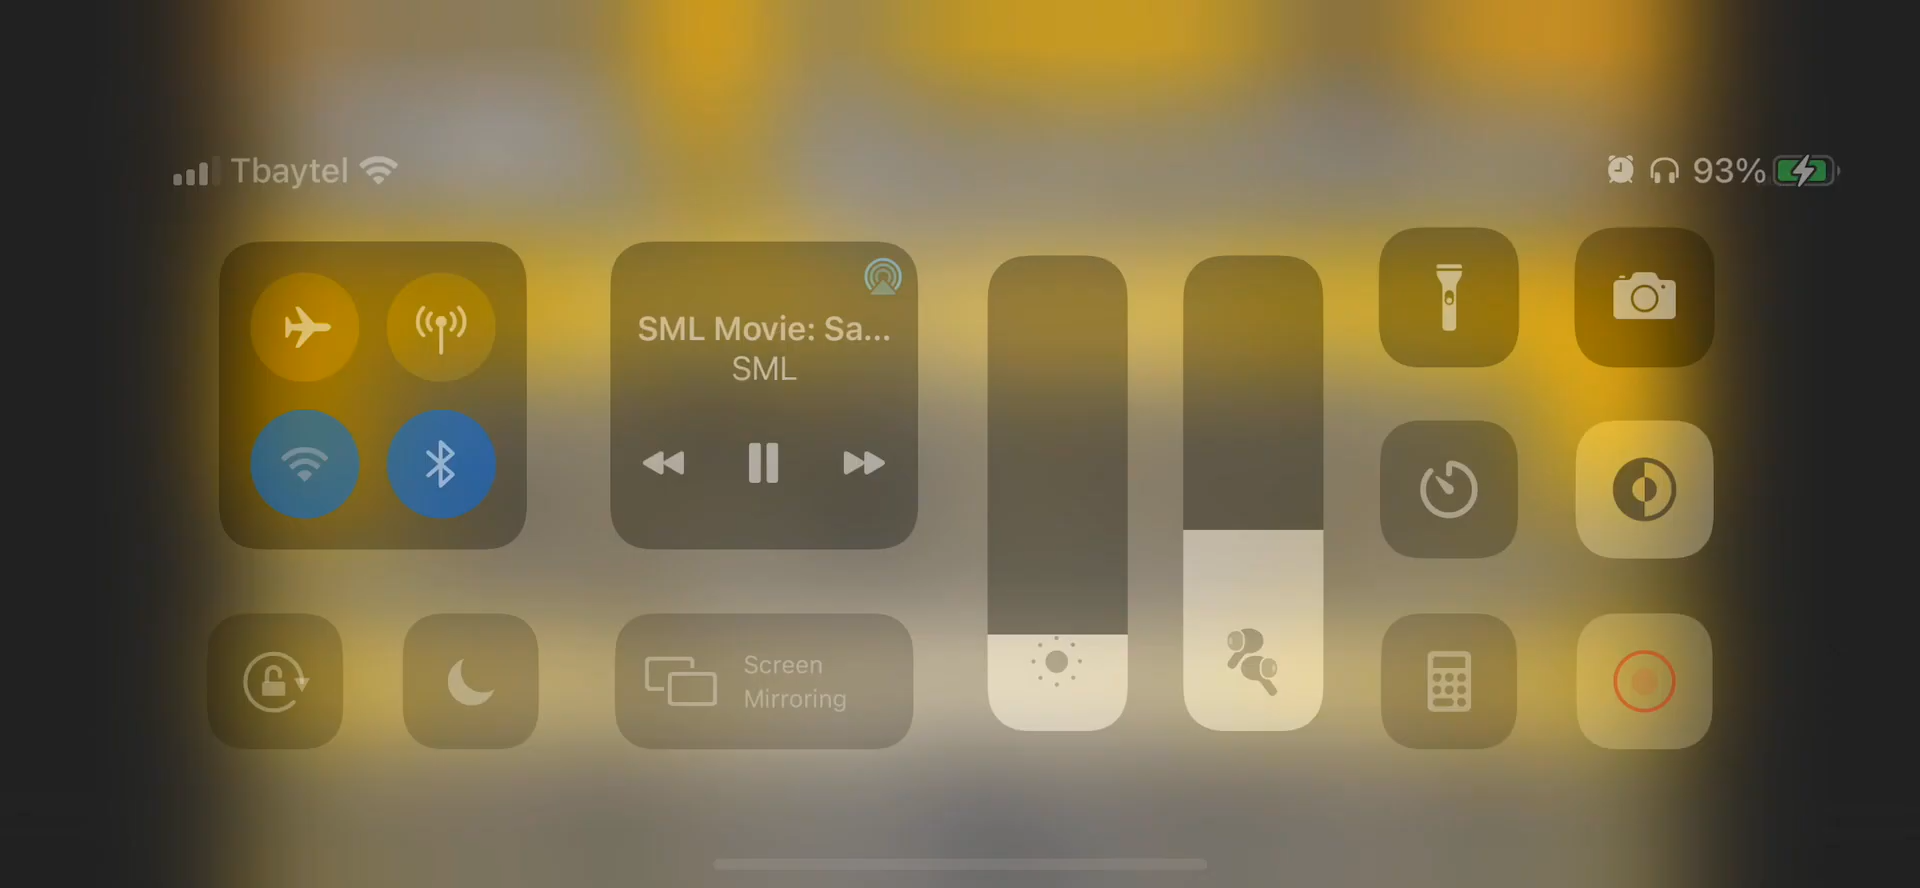 Tbaytel
93%
SML Movie: Sa...
SML
Screen
Mirroring